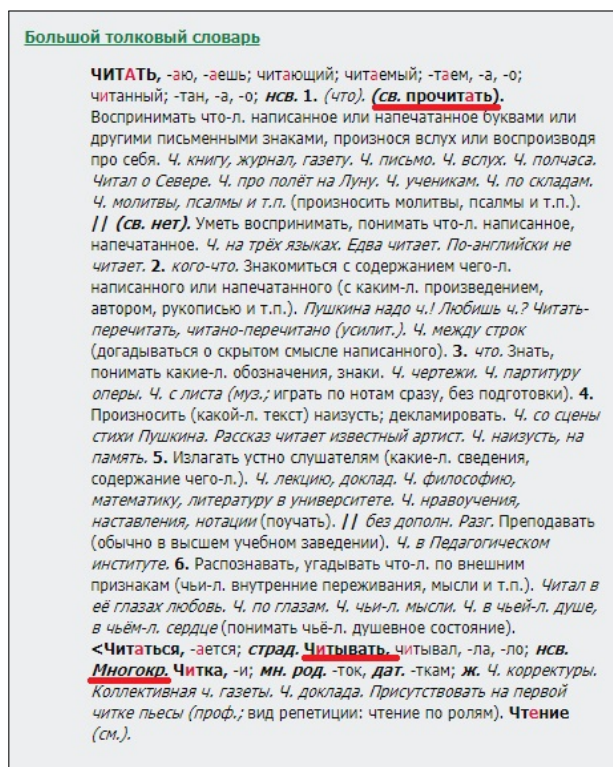 Большой толковый словарь
ЧИТАТЬ, -аю, -аешь; читающий; читаемый; -таем, -а, -о;
читанный; -тан, -а, -о; нсв. 1. (что). (св. прочитать).
Воспринимать что-л. написанное или напечатанное буквами или
другими письменными знаками, произнося вслух или воспроизводя
про себя. Ч. книгу, журнал, газету. Ч. письмо. Ч. вслух. Ч. полчаса.
Читал о Севере. Ч. про полёт на Луну. Ч. ученикам. Ч. по складам.
Ч. молитвы, псалмы и т.п. (произносить молитвы, псалмы и т.п.).
// (св. нет). Уметь воспринимать, понимать что-л. написанное,
напечатанное. Ч. на трёх языках. Едва читает. По-английски не
читает. 2. кого-что. Знакомиться с содержанием чего-л.
написанного или напечатанного (с каким-л. произведением,
автором, рукописью и т.п.). Пушкина надо ч.! Любишь ч.? Читать-
перечитать, читано-перечитано (усилит.). Ч. между строк
(догадываться о скрытом смысле написанного). 3. что. Знать,
понимать какие-л. обозначения, знаки. Ч. чертежи. Ч. партитуру
оперы. Ч. с листа (муз.; играть по нотам сразу, без подготовки). 4.
Произносить (какой-л. текст) наизусть; декламировать. Ч. со сцены
стихи Пушкина. Рассказ читает известный артист. Ч. наизусть, на
память. 5. Излагать устно слушателям (какие-л. сведения,
содержание чего-л.). Ч. лекцию, доклад. Ч. философию,
математику, литературу в университете. Ч. нравоучения,
наставления, нотации (поучать). // без дополн. Разг. Преподавать
(обычно в высшем учебном заведении). Ч. в Педагогическом
институте. 6. Распознавать, угадывать что-л. по внешним
признакам (чьи-л. внутренние переживания, мысли и т.п.). Читал в
её глазах любовь. Ч. по глазам. Ч. чьи-л. мысли. Ч. в чьей-л. душе,
в чьём-л. сердце (понимать чьё-л. душевное состояние).
<Читаться, -ается; страд. Читывать, читывал, -ла, -ло; нсв.
Многокр. Читка, -и; мн. род. -ток, дат. -ткам; ж. Ч. корректуры.
Коллективная ч. газеты. Ч. доклада. Присутствовать на первой
читке пьесы (проф.; вид репетиции: чтение по ролям). Чтение
(см.).